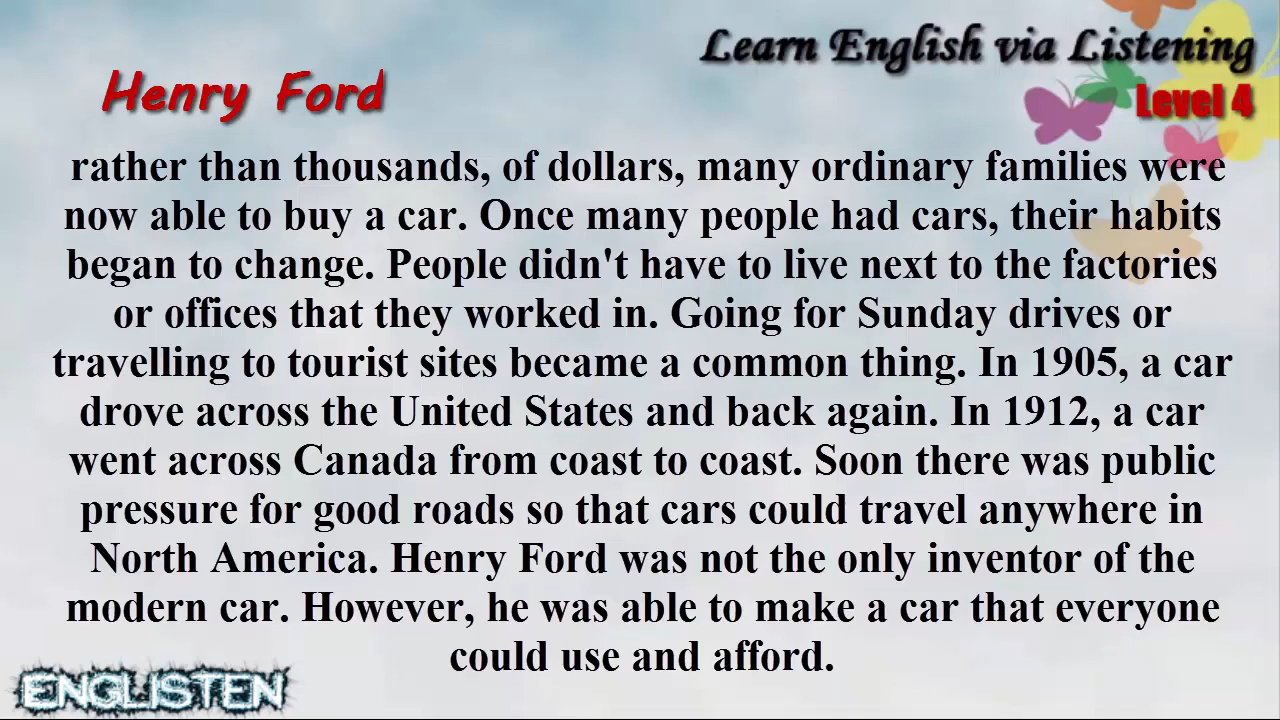 Learn English via Listening
Henry Ford
Level 4
rather than thousands, of dollars, many ordinary families were
now able to buy a car. Once many people had cars, their habits
began to change. People didn't have to live next to the factories
or offices that they worked in. Going for Sunday drives or
travelling to tourist sites became a common thing. In 1905, a car
drove across the United States and back again. In 1912, a car
went across Canada from coast to coast. Soon there was public
pressure for good roads so that cars could travel anywhere in
North America. Henry Ford was not the only inventor of the
modern car. However, he was able to make a car that everyone
could use and afford.
ENGLISTEN